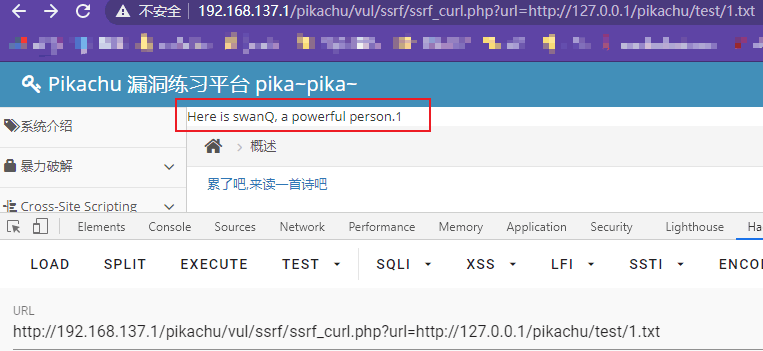 不安全 | 192.168.137.1/pikachu/vul/ssrf/ssrf_curl.php?url=http://127.0.0.1/pikachu/test/1.txt
Pikachu 漏洞练习平台 pika~pika~
Here is swanQ, a powerful person.1
系统介绍
概述
暴力破解
累了吧,来读一首诗吧
Cross-Site Scripting
Elements Console Sources Network Performance Memory Application Security Lighthouse Ha
LOAD SPLIT EXECUTE TEST SQLI XSS LFI SSTI ENCO
URL
http://192.168.137.1/pikachu/vul/ssrf/ssrf_curl.php?url=http://127.0.0.1/pikachu/test/1.txt